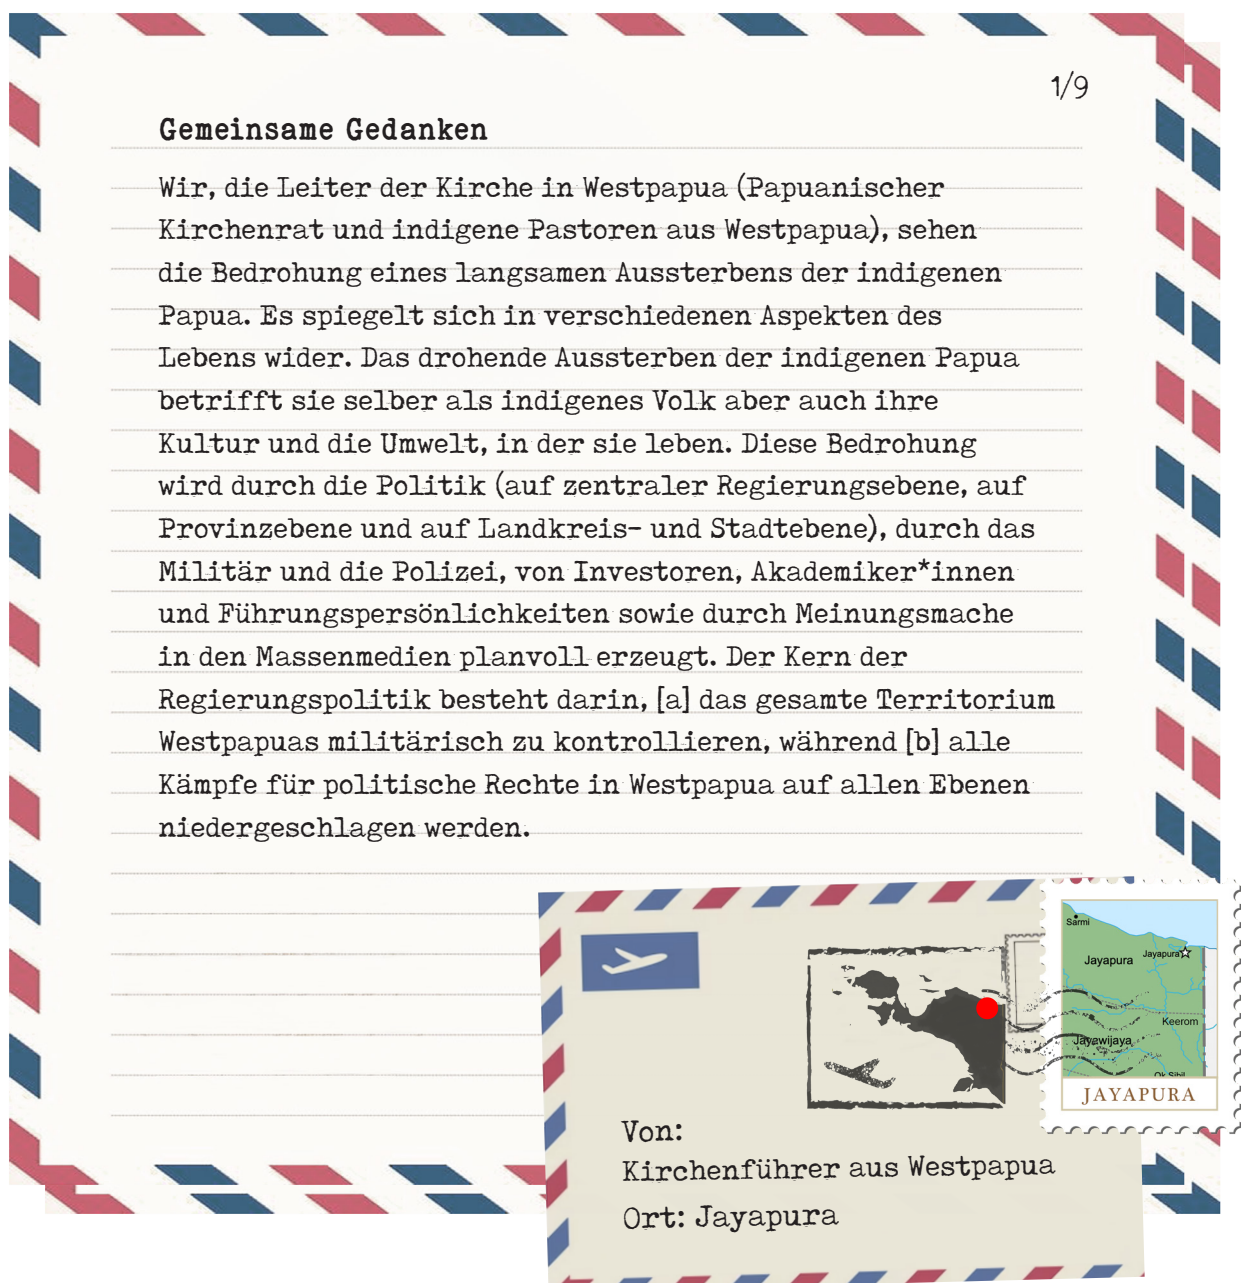 1/9
Gemeinsame Gedanken
Wir, die Leiter der Kirche in Westpapua (Papuanischer
Kirchenrat und indigene Pastoren aus Westpapua), sehen
die Bedrohung eines langsamen Aussterbens der indigenen
Papua. Es spiegelt sich in verschiedenen Aspekten des
Lebens wider. Das drohende Aussterben der indigenen Papua
betrifft sie selber als indigenes Volk aber auch ihre
Kultur und die Umwelt, in der sie leben. Diese Bedrohung
wird durch die Politik (auf zentraler Regierungsebene, auf
Provinzebene und auf Landkreis- und Stadtebene), durch das
Militär und die Polizei, von Investoren, Akademiker*innen
und Führungspersönlichkeiten sowie durch Meinungsmache
in den Massenmedien planvoll erzeugt. Der Kern der
Regierungspolitik besteht darin, [a] das gesamte Territorium
Westpapuas militärisch zu kontrollieren, während [b] alle
Kämpfe für politische Rechte in Westpapua auf allen Ebenen
niedergeschlagen werden.
Sarmi
Jayapura
Jayapura
Keerom
Jayawijaya
Ok Sibil
JAYAPURA
Von:
Kirchenführer aus Westpapua
Ort: Jayapura